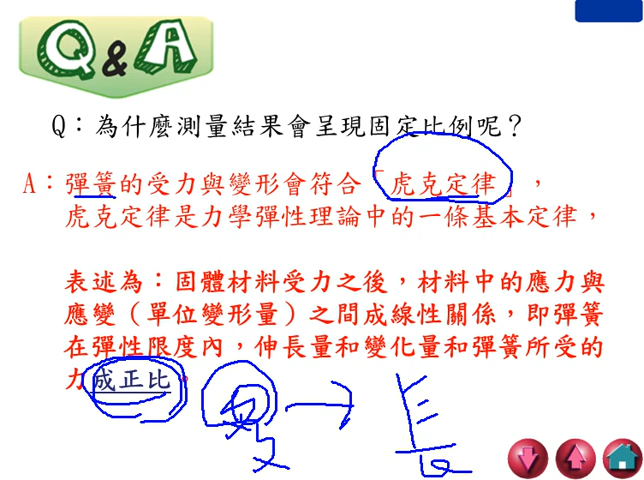 Q & A
Q：為什麼測量結果會呈現固定比例呢？
A：彈簧的受力與變形會符合「虎克定律」，
虎克定律是力學彈性理論中的一條基本定律，
表述為：固體材料受力之後，材料中的應力與
應變（單位變形量）之間成線性關係，即彈簧
在彈性限度內，伸長量和變化量和彈簧所受的
力成正比。